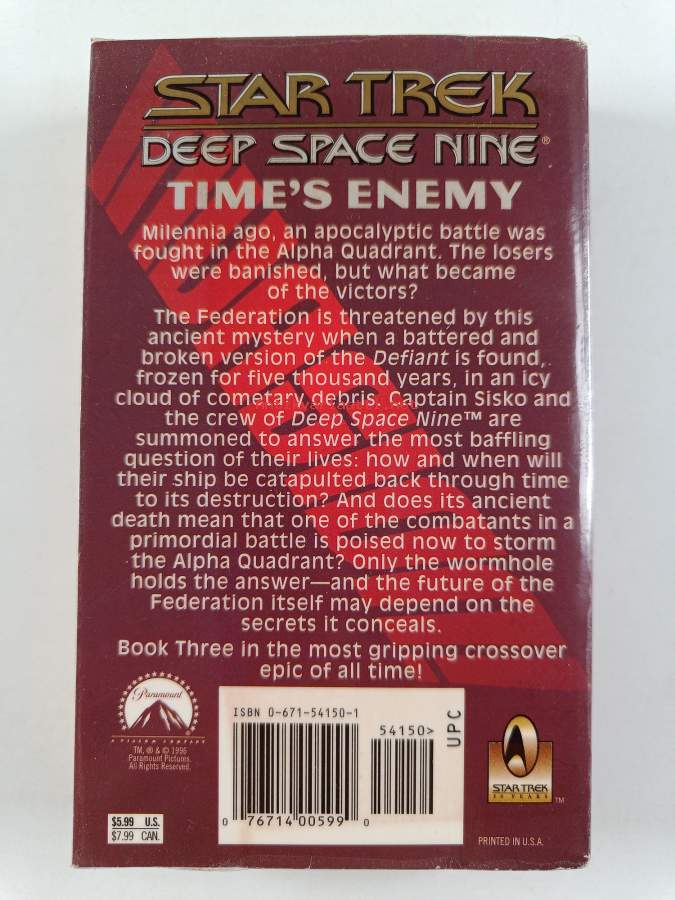 STAR TREK
DEEP SPACE NINE®
TIME'S ENEMY
Milennia ago, an apocalyptic battle was
fought in the Alpha Quadrant. The losers
were banished, but what became
of the victors?
The Federation is threatened by this
ancient mystery when a battered and
broken version of the Defiant is found,
frozen for five thousand years, in an icy
cloud of cometary debris. Captain Sisko and
the crew of Deep Space Nine™ are
summoned to answer the most baffling
question of their lives: how and when will
their ship be catapulted back through time
to its destruction? And does its ancient
death mean that one of the combatants in a
primordial battle is poised now to storm
the Alpha Quadrant? Only the wormhole
holds the answer—and the future of the
Federation itself may depend on the
secrets it conceals.
Book Three in the most gripping crossover
epic of all time!
Paramount
A VIACOM COMPANY
TM, ® & © 1996
Paramount Pictures.
All Rights Reserved.
$5.99 U.S.
$7.99 CAN.
ISBN 0-671-54150-1
54150>
UPC
0 76714 00599 0
STAR TREK
30 YEARS
TM
PRINTED IN U.S.A.